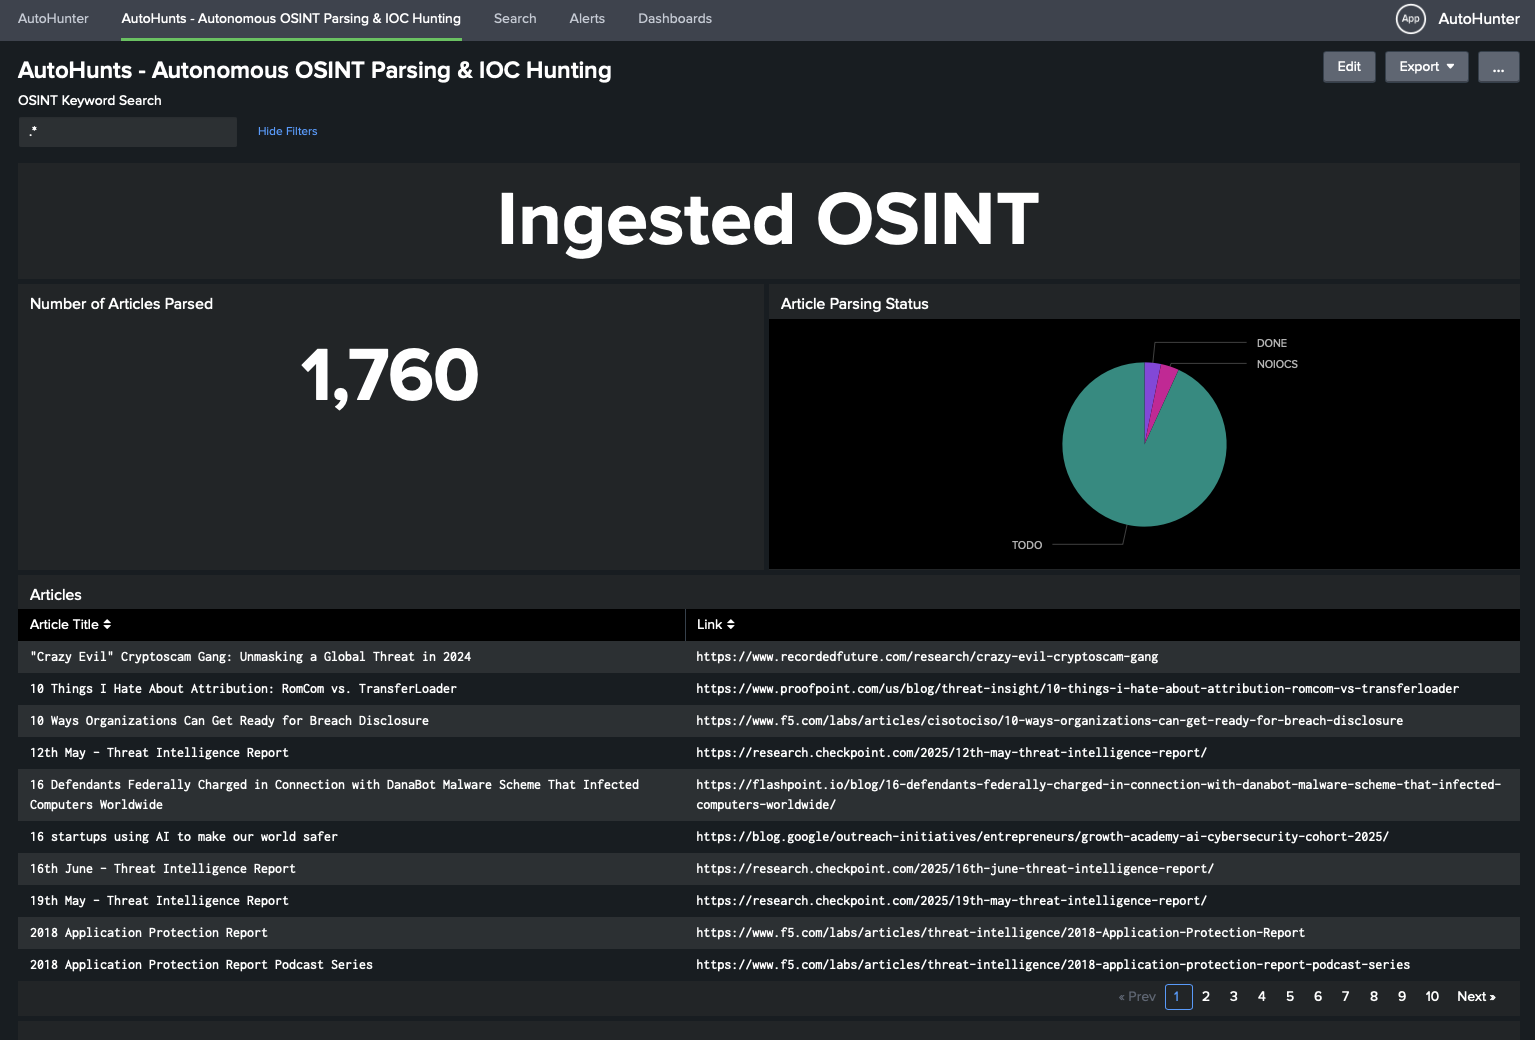 AutoHunter
AutoHunts - Autonomous OSINT Parsing & IOC Hunting
Search
Alerts
Dashboards
App
AutoHunter
AutoHunts - Autonomous OSINT Parsing & IOC Hunting
Edit
Export
...
OSINT Keyword Search
.*
Hide Filters
Ingested OSINT
Number of Articles Parsed
1,760
Article Parsing Status
DONE
NOIOCS
TODO
Articles
Article Title
Link
"Crazy Evil" Cryptoscam Gang: Unmasking a Global Threat in 2024
https://www.recordedfuture.com/research/crazy-evil-cryptoscam-gang
10 Things I Hate About Attribution: RomCom vs. TransferLoader
https://www.proofpoint.com/us/blog/threat-insight/10-things-i-hate-about-attribution-romcom-vs-transferloader
10 Ways Organizations Can Get Ready for Breach Disclosure
https://www.f5.com/labs/articles/cisotociso/10-ways-organizations-can-get-ready-for-breach-disclosure
12th May – Threat Intelligence Report
https://research.checkpoint.com/2025/12th-may-threat-intelligence-report/
16 Defendants Federally Charged in Connection with DanaBot Malware Scheme That Infected
Computers Worldwide
https://flashpoint.io/blog/16-defendants-federally-charged-in-connection-with-danabot-malware-scheme-that-infected-
computers-worldwide/
16 startups using AI to make our world safer
https://blog.google/outreach-initiatives/entrepreneurs/growth-academy-ai-cybersecurity-cohort-2025/
16th June – Threat Intelligence Report
https://research.checkpoint.com/2025/16th-june-threat-intelligence-report/
19th May – Threat Intelligence Report
https://research.checkpoint.com/2025/19th-may-threat-intelligence-report/
2018 Application Protection Report
https://www.f5.com/labs/articles/threat-intelligence/2018-Application-Protection-Report
2018 Application Protection Report Podcast Series
https://www.f5.com/labs/articles/threat-intelligence/2018-application-protection-report-podcast-series
« Prev 1 2 3 4 5 6 7 8 9 10 Next »